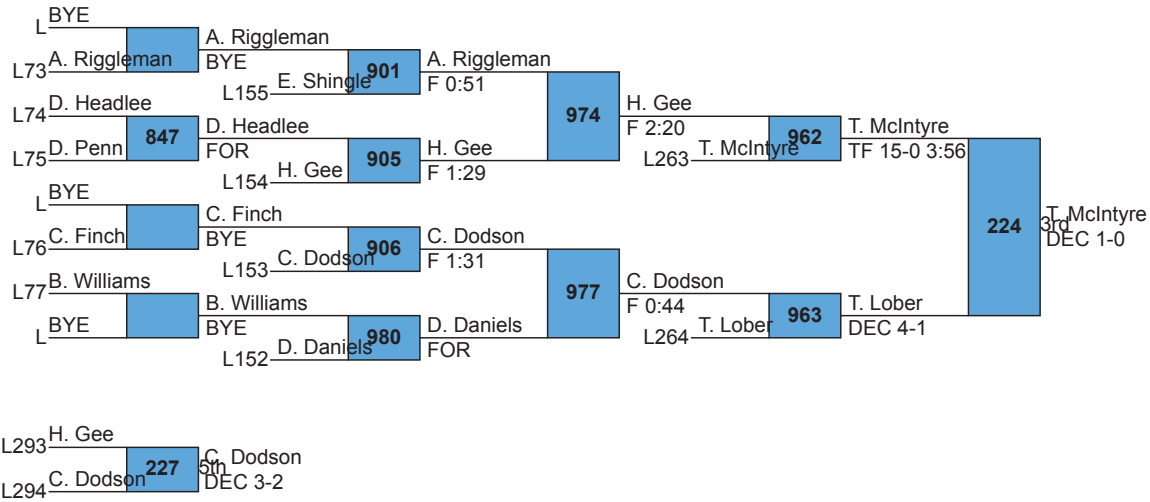 L BYE
A. Riggleman
L73 A. Riggleman
BYE
901
A. Riggleman
L155 E. Shingle
F 0:51
L74 D. Headlee
974
H. Gee
847
D. Headlee
F 2:20
962
T. McIntyre
L75 D. Penn
FOR
905
H. Gee
L263 T. McIntyre
TF 15-0 3:56
L154 H. Gee
F 1:29
L BYE
C. Finch
224
3rd
T. McIntyre
L76 C. Finch
BYE
906
C. Dodson
DEC 1-0
L153 C. Dodson
F 1:31
L77 B. Williams
977
C. Dodson
B. Williams
F 0:44
963
T. Lober
L BYE
BYE
980
D. Daniels
L264 T. Lober
DEC 4-1
L152 D. Daniels
FOR
L293 H. Gee
227
5th
C. Dodson
L294 C. Dodson
DEC 3-2